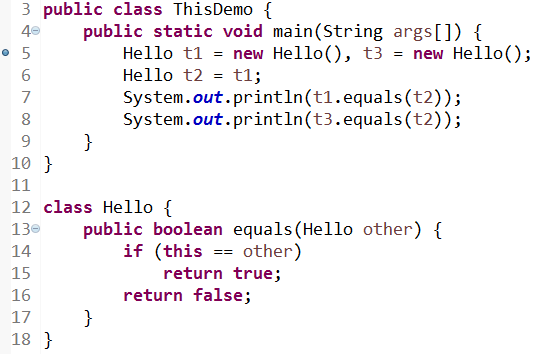 3 public class ThisDemo {
4 public static void main(String args[]) {
5 Hello t1 = new Hello(), t3 = new Hello();
6 Hello t2 = t1;
7 System.out.println(t1.equals(t2));
8 System.out.println(t3.equals(t2));
9 }
10 }
11
12 class Hello {
13 public boolean equals(Hello other) {
14 if (this == other)
15 return true;
16 return false;
17 }
18 }